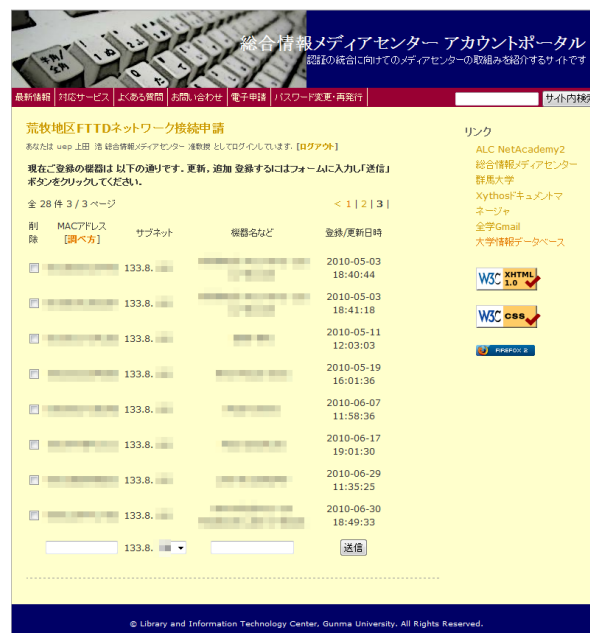 総合情報メディアセンター アカウントポータル
認証の統合に向けてのメディアセンターの取組みを紹介するサイトです
最新情報 対応サービス よくある質問 お問い合わせ 電子申請 パスワード変更・再発行 サイト内検索
荒牧地区FTTDネットワーク接続申請
あなたは uep 上田 浩 総合情報メディアセンター 准教授 としてログインしています. [ログアウト]
現在ご登録の機器は以下の通りです. 更新, 追加 登録するにはフォームに入力し「送信」
ボタンをクリックしてください.
全 28 件 3 / 3 ページ
< 1 | 2 | 3 |
削除 MACアドレス [調べ方] サブネット 機器名など 登録/更新日時
133.8. 2010-05-03 18:40:44
133.8. 2010-05-03 18:41:18
133.8. 2010-05-11 12:03:03
133.8. 2010-05-19 16:01:36
133.8. 2010-06-07 11:58:36
133.8. 2010-06-17 19:01:30
133.8. 2010-06-29 11:35:25
133.8. 2010-06-30 18:49:33
133.8. 送信
リンク
ALC NetAcademy2
総合情報メディアセンター
群馬大学
Xythosドキュメントマ
ネージャ
全学Gmail
大学情報データベース
W3C XHTML 1.0
W3C css
FIREFOX 2
© Library and Information Technology Center, Gunma University. All Rights Reserved.